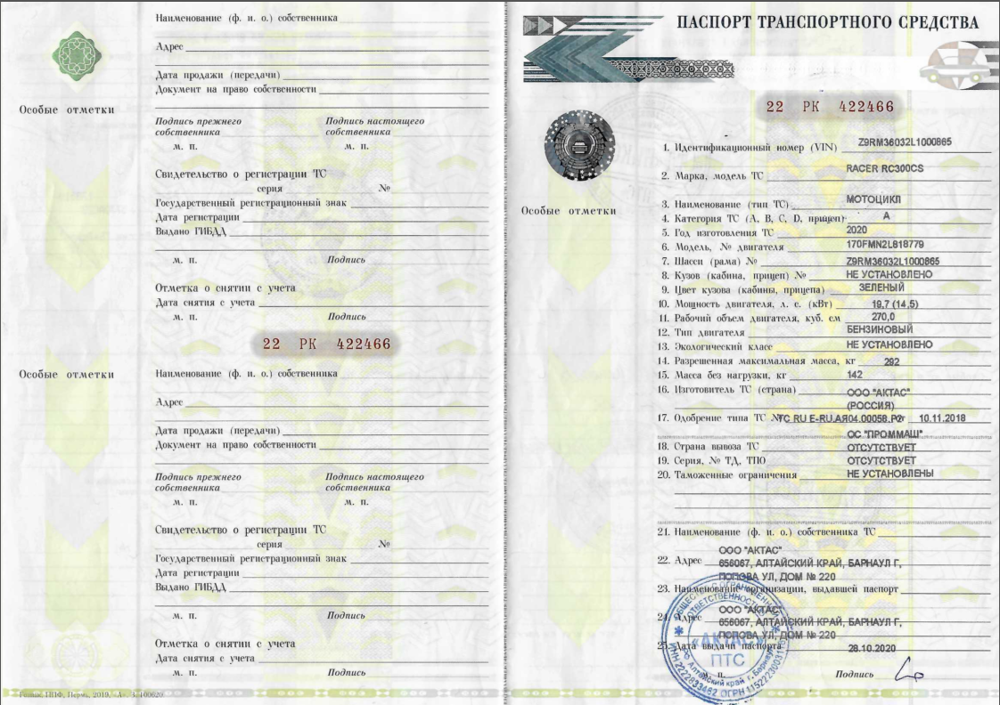 Наименование (ф. и. о.) собственника
Адрес
Дата продажи (передачи)
Документ на право собственности
Особые отметки
Подпись прежнего собственника
Подпись настоящего собственника
м. п.
м. п.
Свидетельство о регистрации ТС
серия №
Государственный регистрационный знак
Дата регистрации
Выдано ГИБДД
м. п. Подпись
Отметка о снятии с учета
Дата снятия с учета
м. п. Подпись
22 РК 422466
Особые отметки
Наименование (ф. и. о.) собственника
Адрес
Дата продажи (передачи)
Документ на право собственности
Подпись прежнего собственника
Подпись настоящего собственника
м. п.
м. п.
Свидетельство о регистрации ТС
серия №
Государственный регистрационный знак
Дата регистрации
Выдано ГИБДД
м. п. Подпись
Отметка о снятии с учета
Дата снятия с учета
м. п. Подпись
ППФ, Пермь, 2019, «А».
ПАСПОРТ ТРАНСПОРТНОГО СРЕДСТВА
22 РК 422466
Особые отметки
1. Идентификационный номер (VIN) Z9RM36032L1000865
2. Марка, модель ТС RACER RC300CS
3. Наименование (тип ТС) МОТОЦИКЛ
4. Категория ТС (А, В, С, D, прицеп) А
5. Год изготовления ТС 2020
6. Модель, № двигателя 170FMN2L818779
7. Шасси (рама) № Z9RM36032L1000865
8. Кузов (кабина, прицеп) № НЕ УСТАНОВЛЕНО
9. Цвет кузова (кабины, прицепа) ЗЕЛЕНЫЙ
10. Мощность двигателя, л. с. (кВт) 19,7 (14,5)
11. Рабочий объем двигателя, куб. см 270,0
12. Тип двигателя БЕНЗИНОВЫЙ
13. Экологический класс НЕ УСТАНОВЛЕНО
14. Разрешенная максимальная масса, кг 292
15. Масса без нагрузки, кг 142
16. Изготовитель ТС (страна) ООО "АКТАС"
(РОССИЯ)
17. Одобрение типа ТС № ТС RU E-RU.АЯ04.00058.Р2 от 10.11.2018
ОС "ПРОММАШ"
18. Страна вывоза ТС ОТСУТСТВУЕТ
19. Серия, № ТД, ТПО ОТСУТСТВУЕТ
20. Таможенные ограничения НЕ УСТАНОВЛЕНЫ
21. Наименование (ф. и. о.) собственника ТС
ООО "АКТАС"
22. Адрес 656067, АЛТАЙСКИЙ КРАЙ, БАРНАУЛ Г,
ПОПОВА УЛ, ДОМ № 220
23. Наименование организации, выдавшей паспорт
ООО "АКТАС"
24. Адрес 656067, АЛТАЙСКИЙ КРАЙ, БАРНАУЛ Г,
ПОПОВА УЛ, ДОМ № 220
25. Дата выдачи паспорта 28.10.2020
м. п. Подпись
«АКТАС»
ПТС